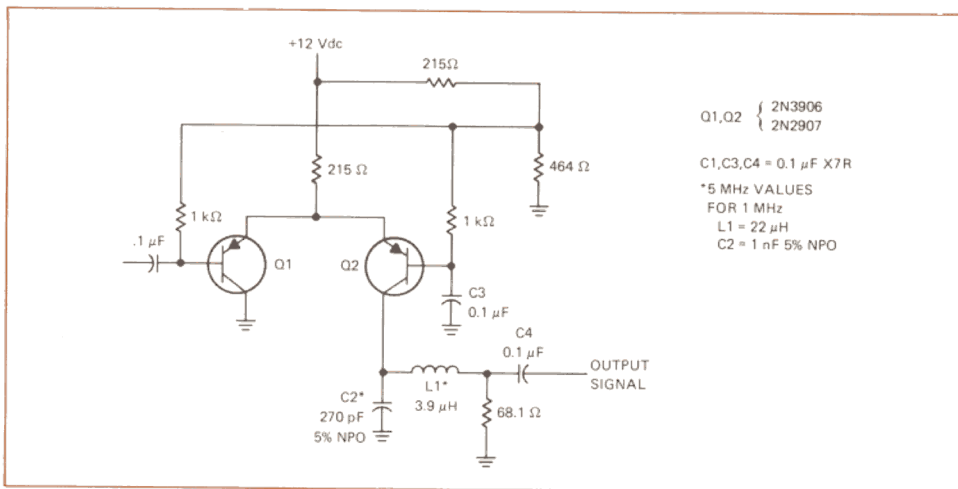 +12 Vdc
215Ω
215 Ω
464 Ω
1 kΩ
1 kΩ
.1 µF
Q1
Q2
C3
0.1 µF
C4
0.1 µF
OUTPUT
SIGNAL
L1*
3.9 µH
C2*
270 pF
5% NPO
68.1 Ω
Q1,Q2 { 2N3906
2N2907
C1,C3,C4 = 0.1 µF X7R
*5 MHz VALUES
FOR 1 MHz
L1 = 22 µH
C2 = 1 nF 5% NPO